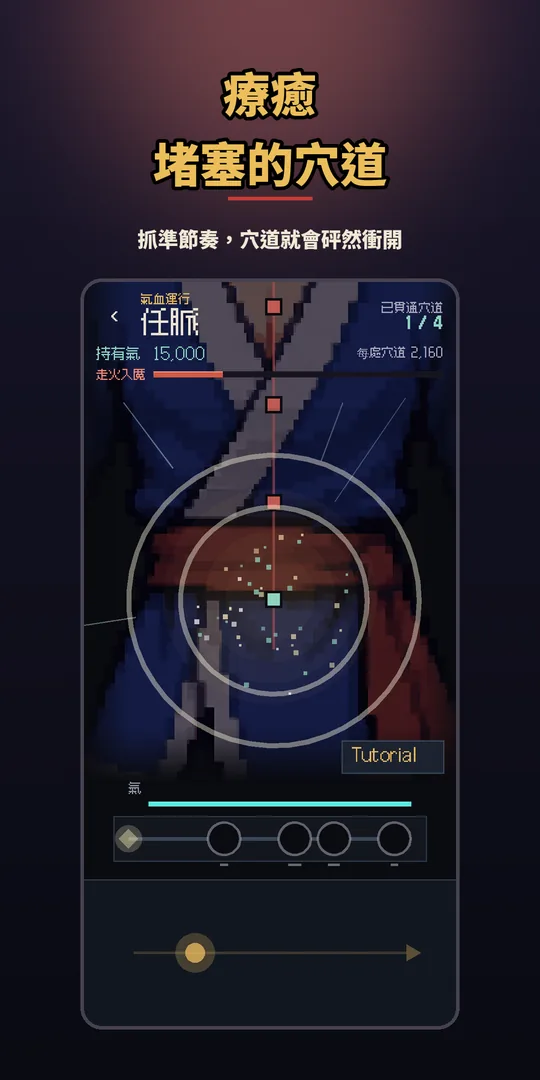 療癒
堵塞的穴道
抓準節奏，穴道就會砰然衝開
氣血運行
任脈
已貫通穴道
1 / 4
持有氣 15,000
每處穴道 2,160
走火入魔
Tutorial
氣